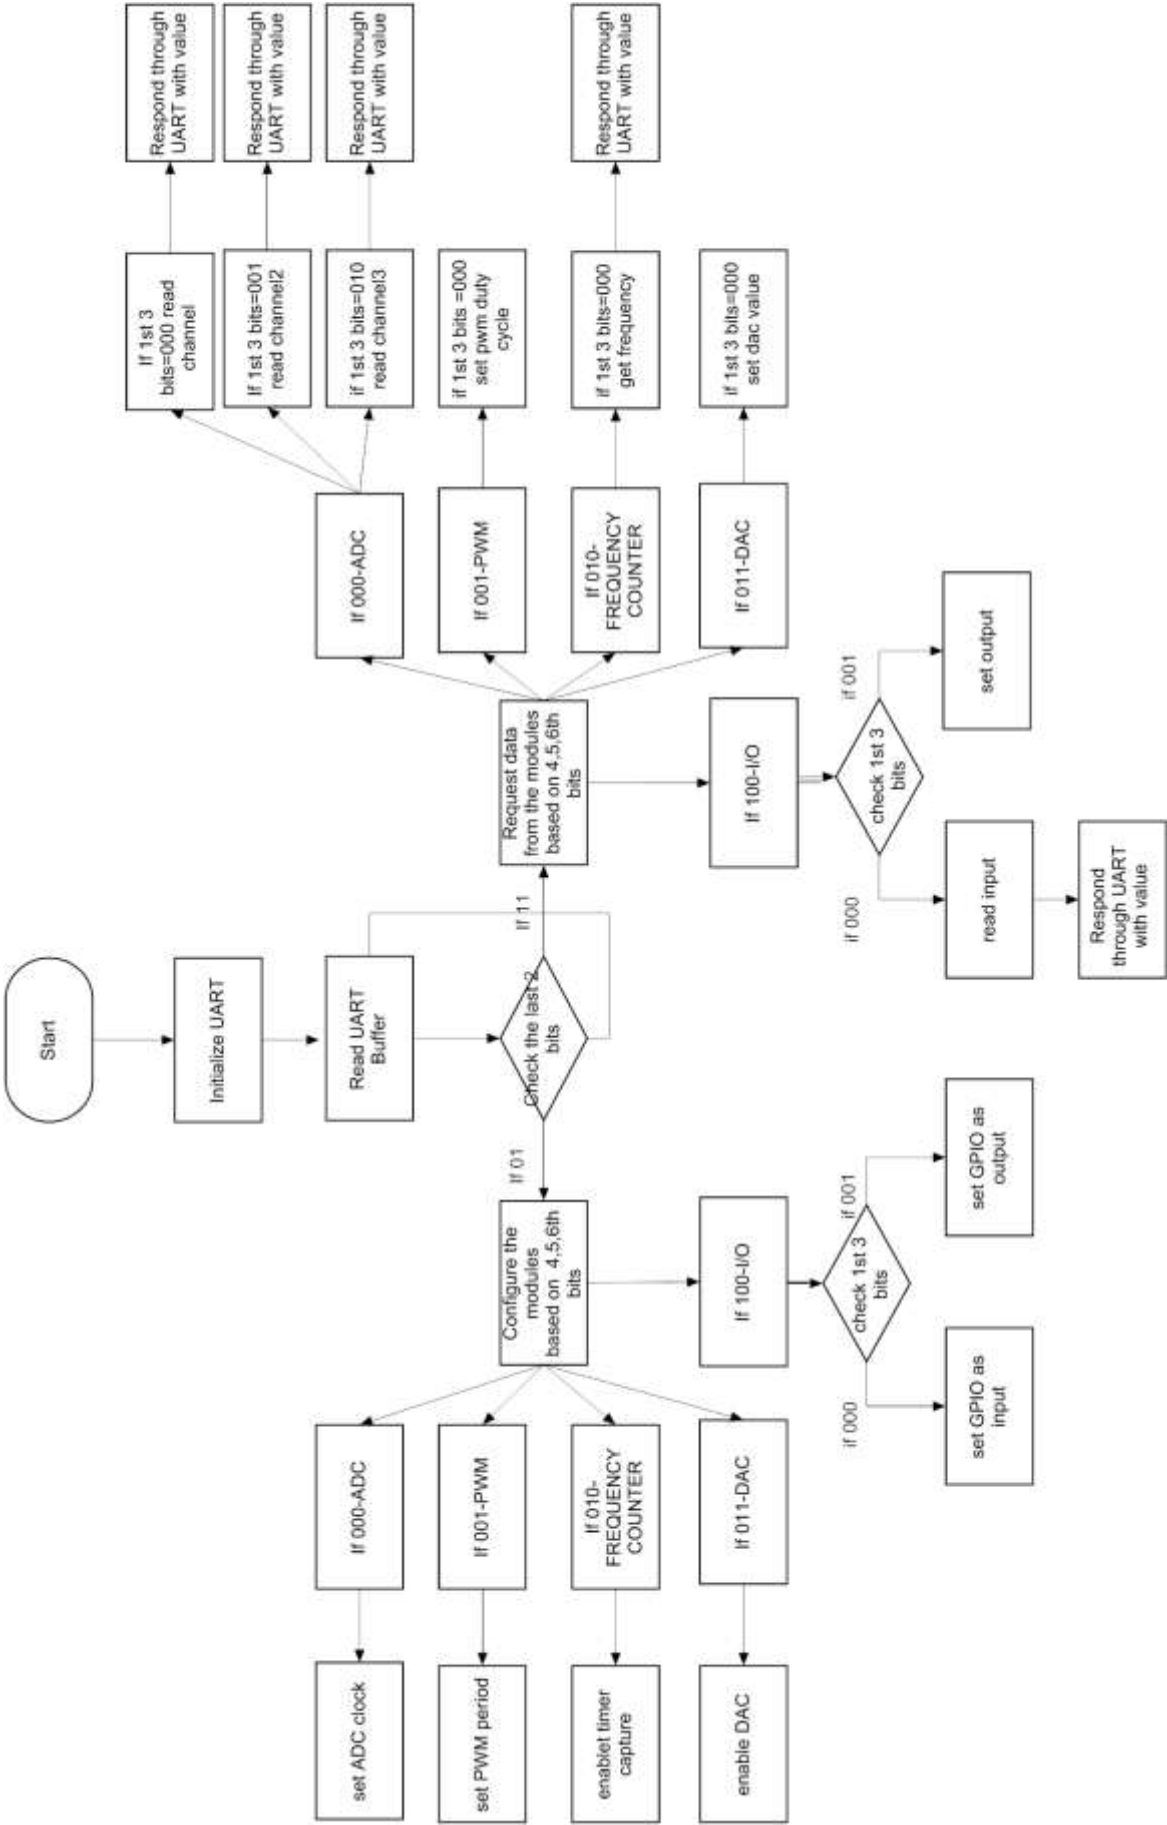 Start
Initialize UART
Read UART
Buffer
Check the last 2
bits
If 01
If 11
Configure the
modules
based on 4,5,6th
bits
If 000-ADC
set ADC clock
If 001-PWM
set PWM period
If 010-
FREQUENCY
COUNTER
enablet timer
capture
If 011-DAC
enable DAC
If 100-I/O
check 1st 3
bits
if 000
if 001
set GPIO as
input
set GPIO as
output
Request data
from the modules
based on 4,5,6th
bits
If 000-ADC
If 1st 3
bits=000 read
channel
Respond through
UART with value
If 1st 3 bits=001
read channel2
Respond through
UART with value
if 1st 3 bits=010
read channel3
Respond through
UART with value
If 001-PWM
if 1st 3 bits =000
set pwm duty
cycle
If 010-
FREQUENCY
COUNTER
if 1st 3 bits=000
get frequency
Respond through
UART with value
If 011-DAC
if 1st 3 bits=000
set dac value
If 100-I/O
check 1st 3
bits
if 000
if 001
read input
Respond
through UART
with value
set output